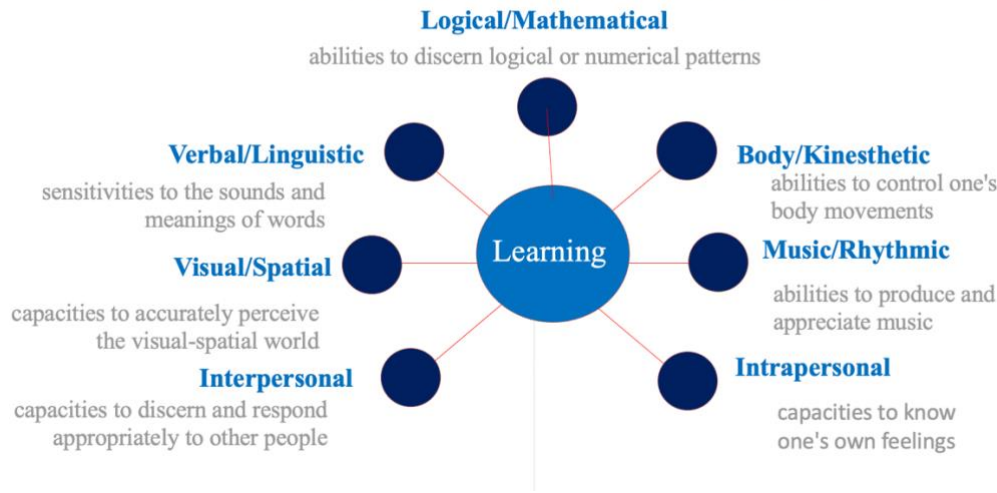 Logical/Mathematical
abilities to discern logical or numerical patterns
Verbal/Linguistic
sensitivities to the sounds and
meanings of words
Visual/Spatial
capacities to accurately perceive
the visual-spatial world
Interpersonal
capacities to discern and respond
appropriately to other people
Learning
Body/Kinesthetic
abilities to control one's
body movements
Music/Rhythmic
abilities to produce and
appreciate music
Intrapersonal
capacities to know
one's own feelings